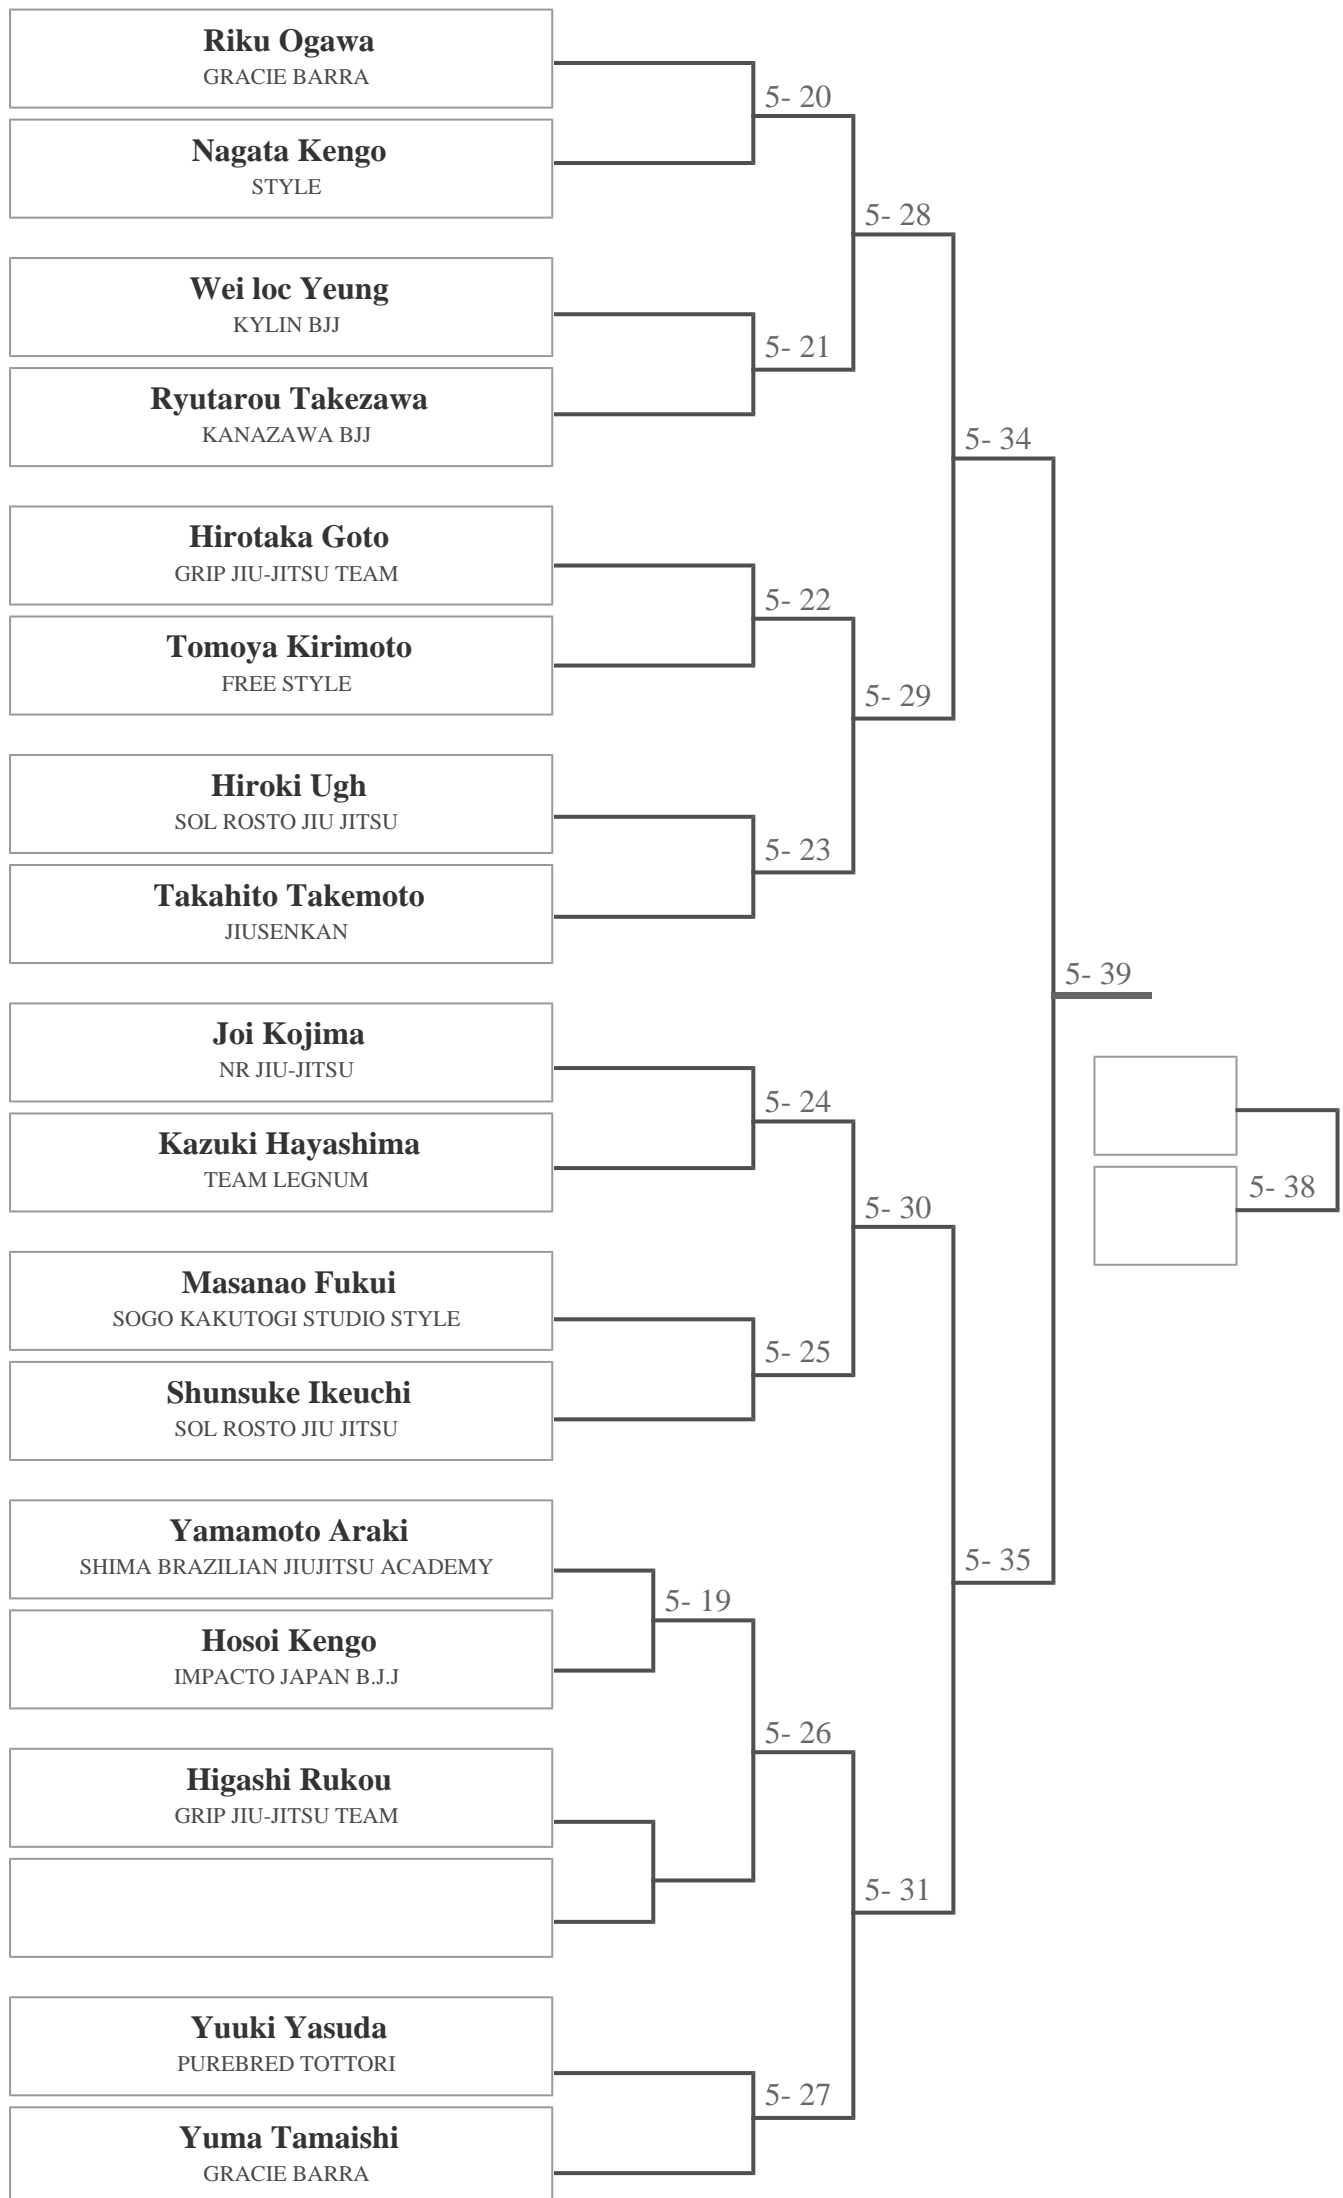 Riku Ogawa
GRACIE BARRA
5- 20
Nagata Kengo
STYLE
5- 28
Wei loc Yeung
KYLIN BJJ
5- 21
Ryutarou Takezawa
KANAZAWA BJJ
5- 34
Hirotaka Goto
GRIP JIU-JITSU TEAM
5- 22
Tomoya Kirimoto
FREE STYLE
5- 29
Hiroki Ugh
SOL ROSTO JIU JITSU
5- 23
Takahito Takemoto
JIUSENKAN
5- 39
Joi Kojima
NR JIU-JITSU
5- 24
Kazuki Hayashima
TEAM LEGNUM
5- 38
5- 30
Masanao Fukui
SOGO KAKUTOGI STUDIO STYLE
5- 25
Shunsuke Ikeuchi
SOL ROSTO JIU JITSU
Yamamoto Araki
SHIMA BRAZILIAN JIUJITSU ACADEMY
5- 35
5- 19
Hosoi Kengo
IMPACTO JAPAN B.J.J
5- 26
Higashi Rukou
GRIP JIU-JITSU TEAM
5- 31
Yuuki Yasuda
PUREBRED TOTTORI
5- 27
Yuma Tamaishi
GRACIE BARRA